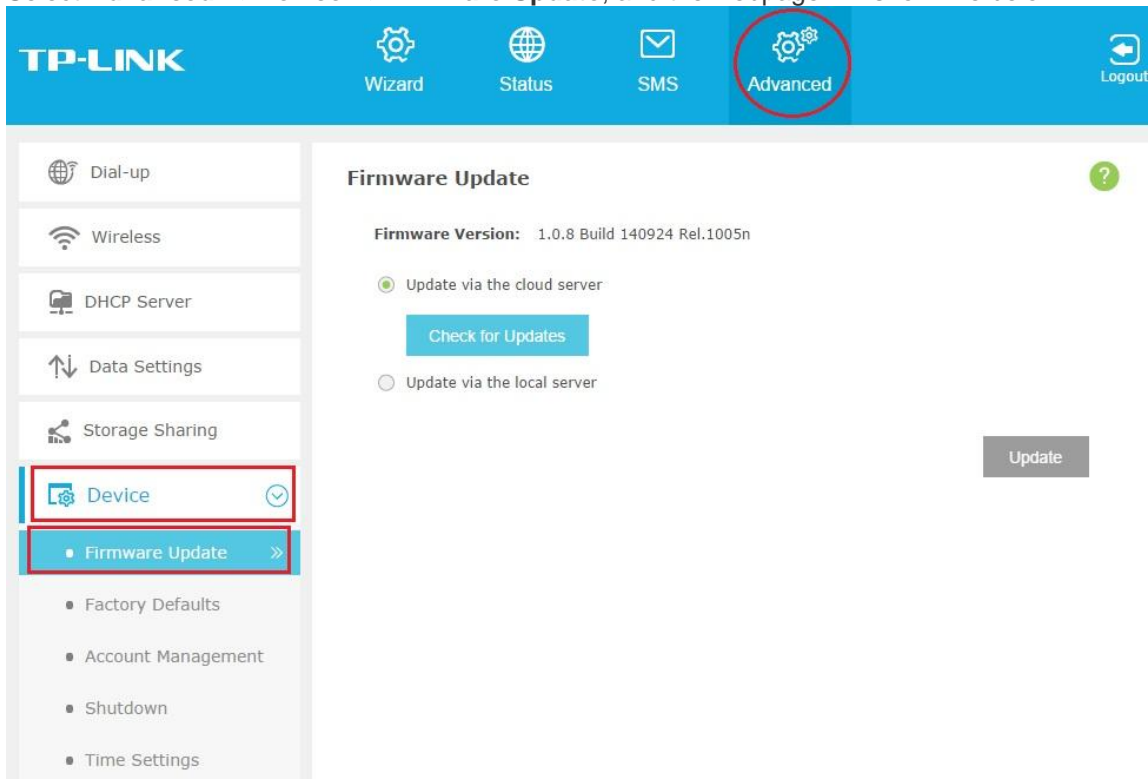 TP-LINK
Wizard
Status
SMS
Advanced
Logout
Dial-up
Wireless
DHCP Server
Data Settings
Storage Sharing
Device
Firmware Update
Factory Defaults
Account Management
Shutdown
Time Settings
Firmware Update
?
Firmware Version: 1.0.8 Build 140924 Rel.1005n
Update via the cloud server
Check for Updates
Update via the local server
Update